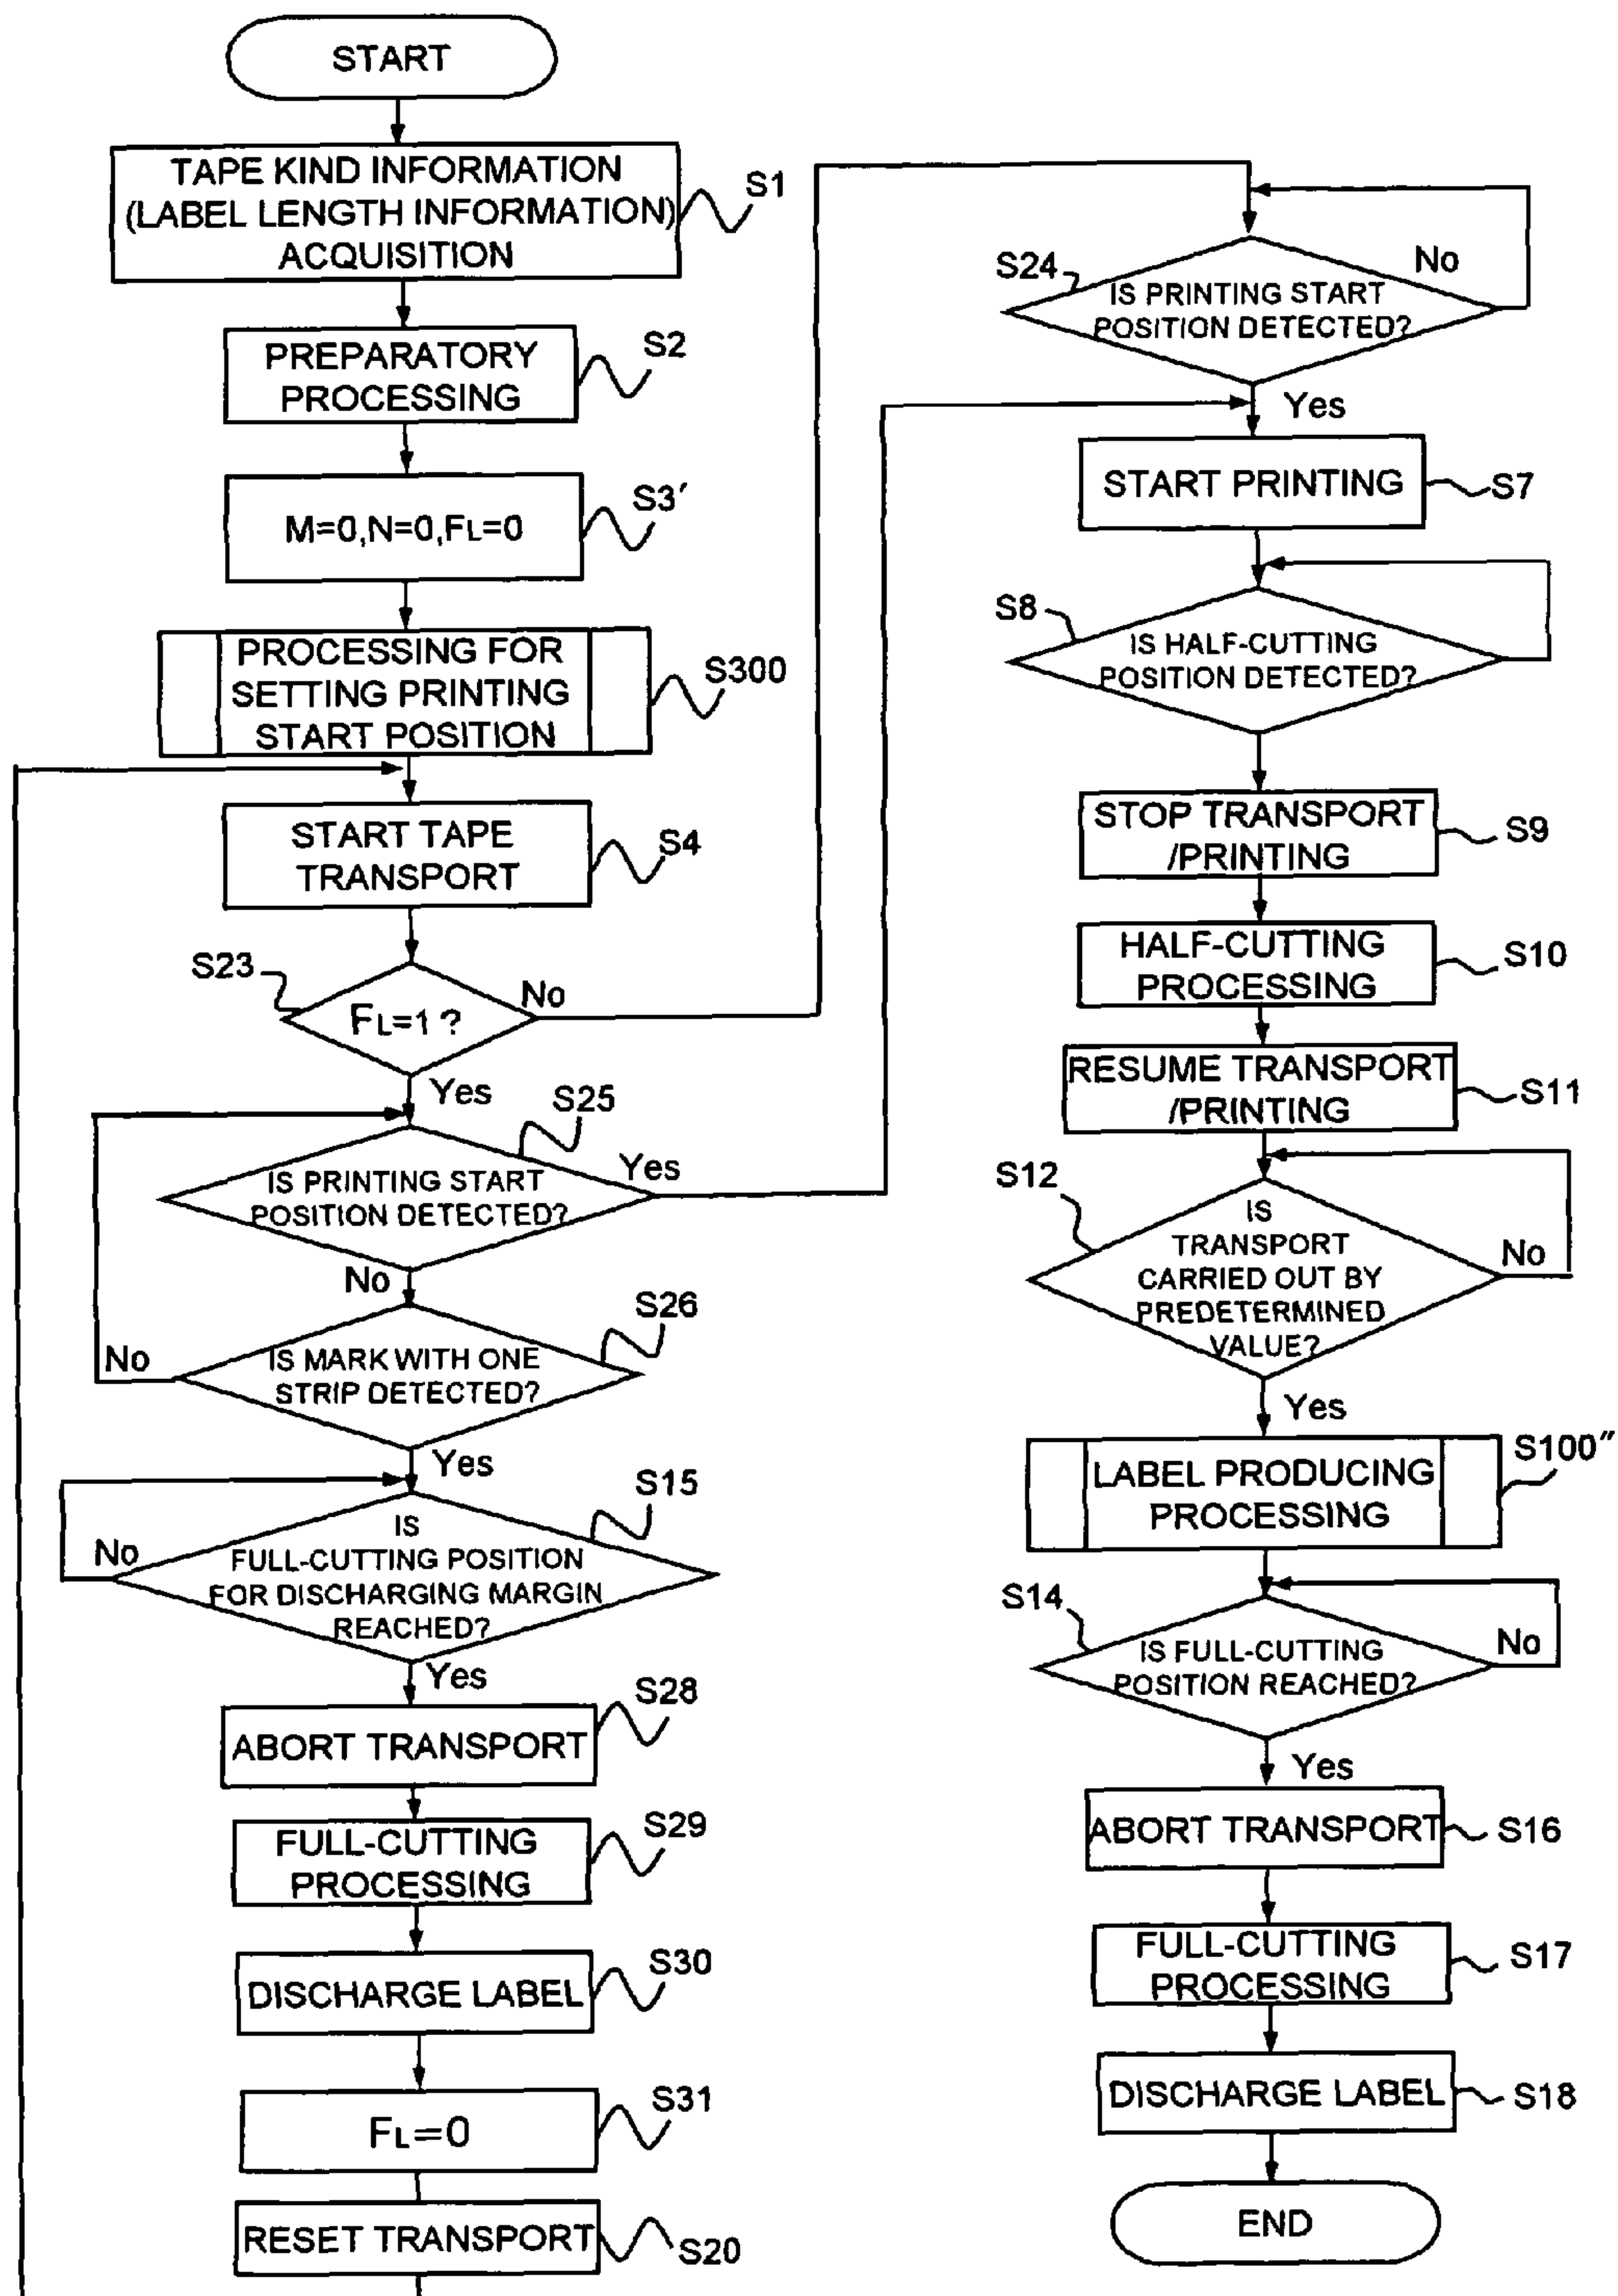 START
TAPE KIND INFORMATION
(LABEL LENGTH INFORMATION)
ACQUISITION
S1
PREPARATORY
PROCESSING
S2
M=0,N=0,FL=0
S3′
PROCESSING FOR
SETTING PRINTING
START POSITION
S300
START TAPE
TRANSPORT
S4
S23
FL=1 ?
No
Yes
S25
IS PRINTING START
POSITION DETECTED?
Yes
No
S26
IS MARK WITH ONE
STRIP DETECTED?
No
Yes
S15
IS
FULL-CUTTING POSITION
FOR DISCHARGING MARGIN
REACHED?
No
Yes
S28
ABORT TRANSPORT
S29
FULL-CUTTING
PROCESSING
S30
DISCHARGE LABEL
S31
FL=0
RESET TRANSPORT
S20
S24
No
IS PRINTING START
POSITION DETECTED?
Yes
START PRINTING
S7
S8
IS HALF-CUTTING
POSITION DETECTED?
STOP TRANSPORT
/PRINTING
S9
HALF-CUTTING
PROCESSING
S10
RESUME TRANSPORT
/PRINTING
S11
S12
IS
TRANSPORT
CARRIED OUT BY
PREDETERMINED
VALUE?
No
Yes
S100″
LABEL PRODUCING
PROCESSING
S14
IS FULL-CUTTING
POSITION REACHED?
No
Yes
ABORT TRANSPORT
S16
FULL-CUTTING
PROCESSING
S17
DISCHARGE LABEL
S18
END